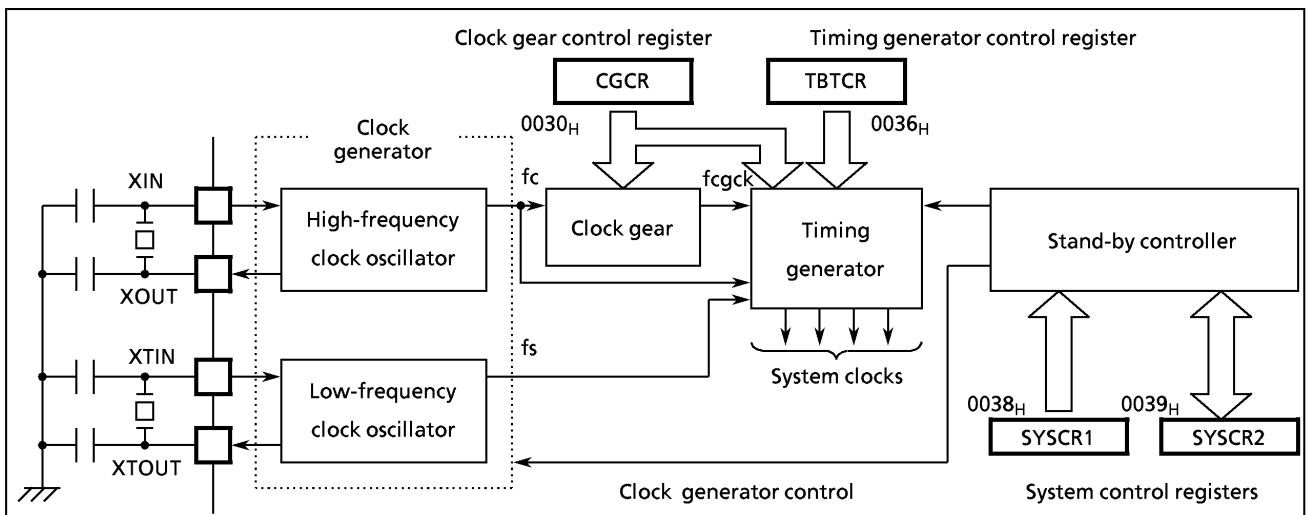 Clock gear control register
Timing generator control register
CGCR
TBTCR
0030H
0036H
Clock
generator
fc
fcgck
XIN
High-frequency
clock oscillator
Clock gear
Timing
generator
Stand-by controller
XOUT
fs
XTIN
Low-frequency
clock oscillator
System clocks
0038H
0039H
SYSCR1
SYSCR2
XTOUT
Clock generator control
System control registers